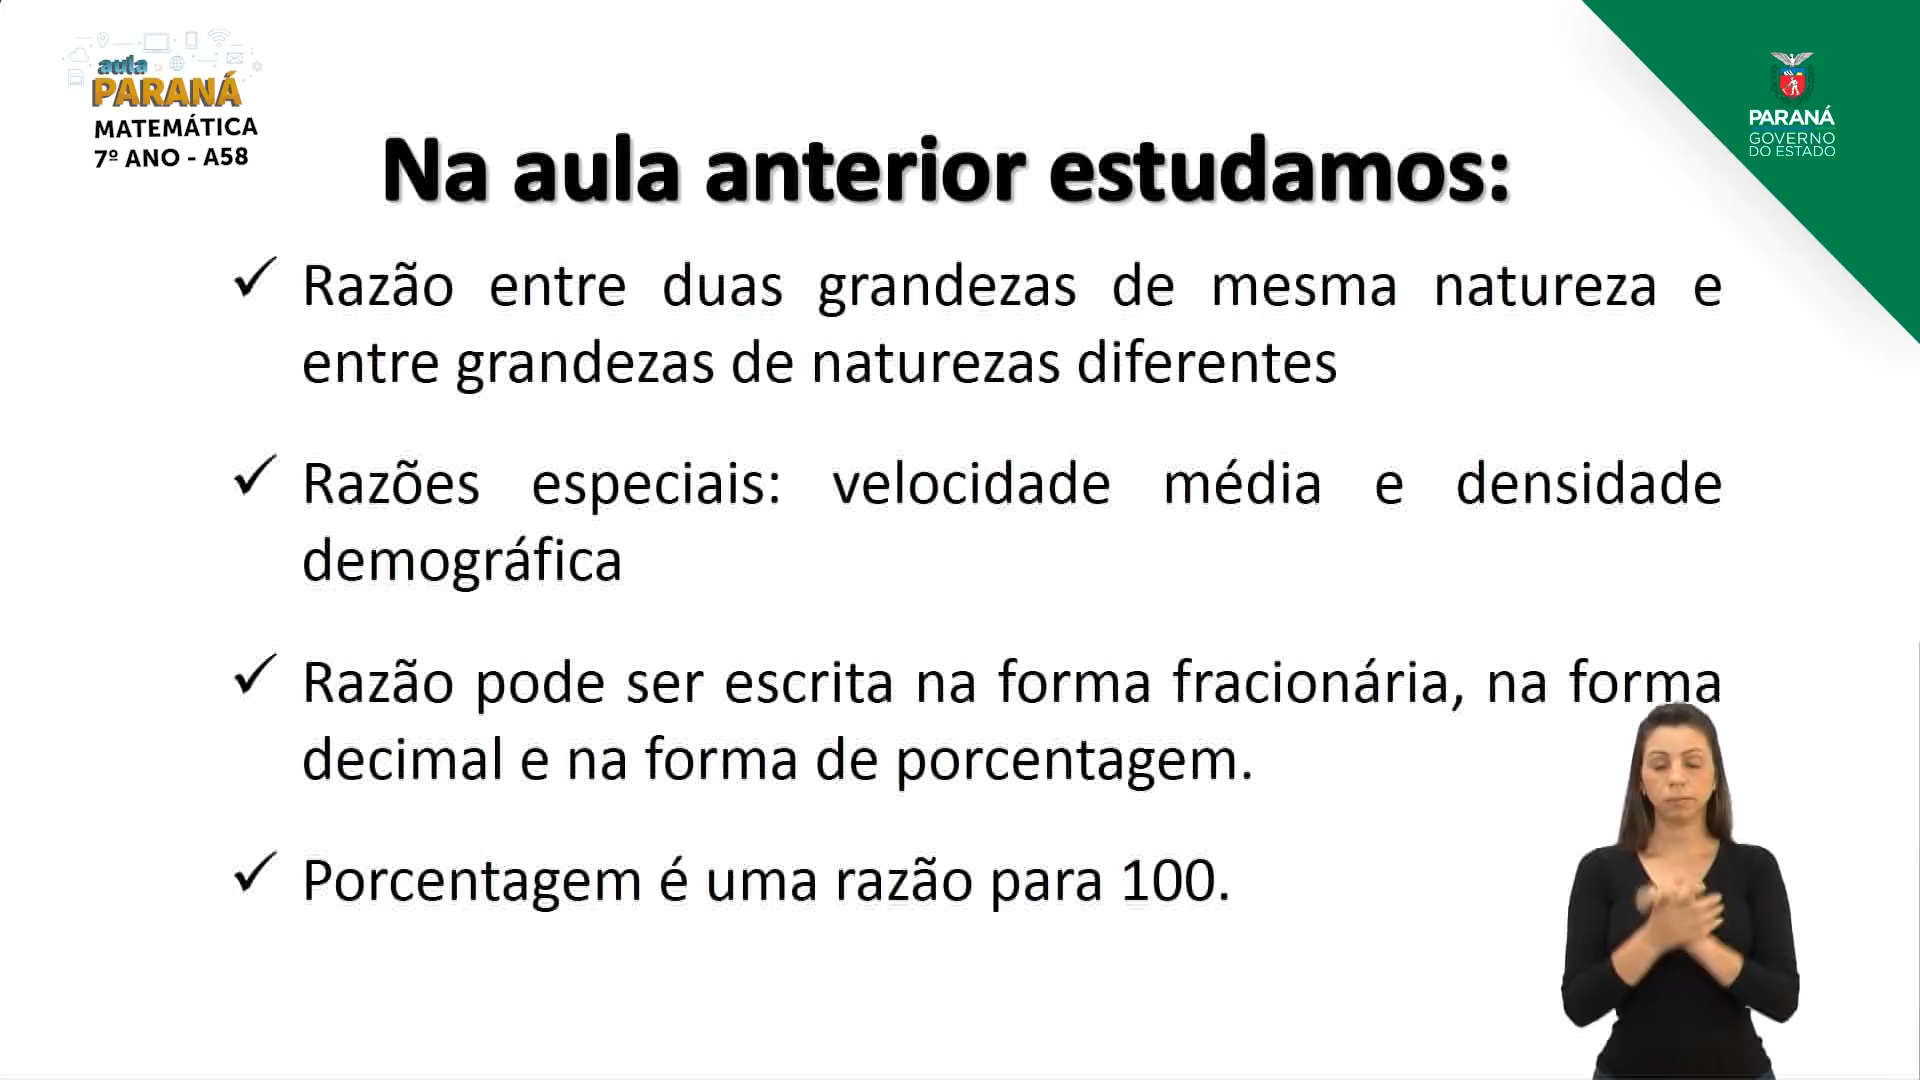 aula
PARANÁ
MATEMÁTICA
7º ANO - A58
PARANÁ
GOVERNO
DO ESTADO
Na aula anterior estudamos:
✓ Razão entre duas grandezas de mesma natureza e
entre grandezas de naturezas diferentes
✓ Razões especiais: velocidade média e densidade
demográfica
✓ Razão pode ser escrita na forma fracionária, na forma
decimal e na forma de porcentagem.
✓ Porcentagem é uma razão para 100.